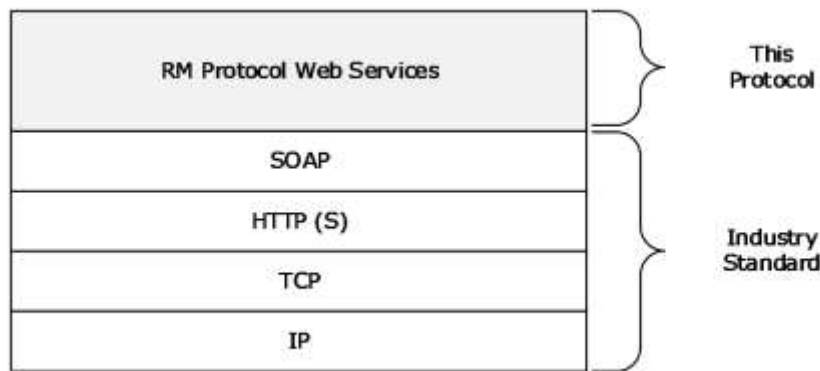 RM Protocol Web Services
This
Protocol
SOAP
HTTP (S)
TCP
IP
Industry
Standard